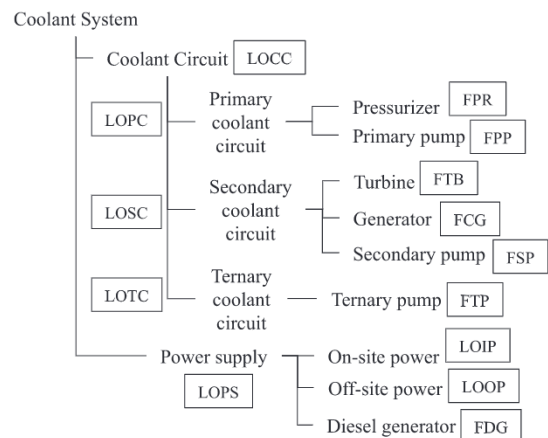 Coolant System
Coolant Circuit LOCC
LOPC
Primary
coolant
circuit
Pressurizer FPR
Primary pump FPP
LOSC
Secondary
coolant
circuit
Turbine FTB
Generator FCG
Secondary pump FSP
LOTC
Ternary
coolant
circuit
Ternary pump FTP
Power supply
LOPS
On-site power LOIP
Off-site power LOOP
Diesel generator FDG